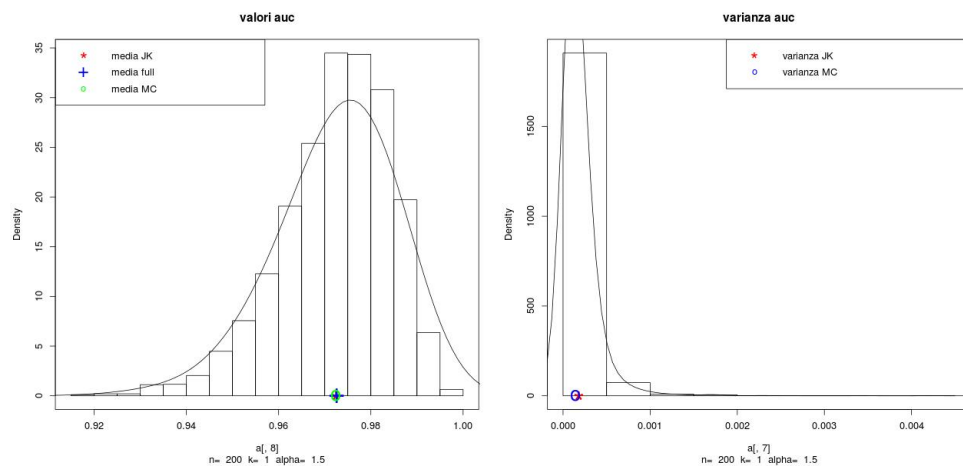 valori auc
media JK
media full
media MC
Density
35
30
25
20
15
10
5
0
0.92 0.94 0.96 0.98 1.00
a[, 8]
n= 200 k= 1 alpha= 1.5
varianza auc
varianza JK
varianza MC
Density
1500
1000
500
0
0.000 0.001 0.002 0.003 0.004
a[, 7]
n= 200 k= 1 alpha= 1.5